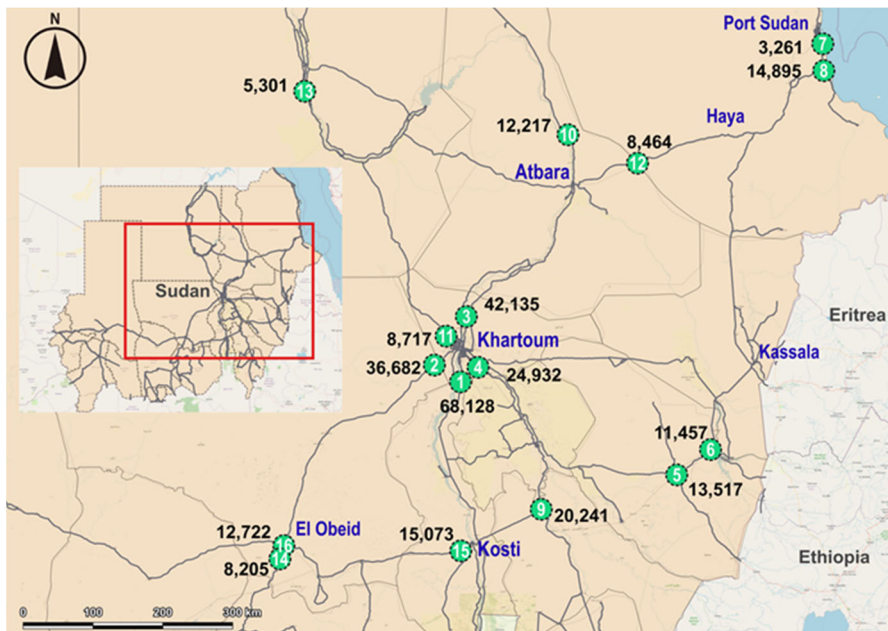 N
Port Sudan
3,261
7
14,895
8
5,301
13
12,217
10
Haya
8,464
12
Atbara
Sudan
42,135
3
8,717
11
Khartoum
Eritrea
36,682
2
4
24,932
Kassala
1
68,128
11,457
6
5
13,517
9
20,241
12,722
16
El Obeid
15,073
15
Kosti
Ethiopia
8,205
14
0 100 200 300 km